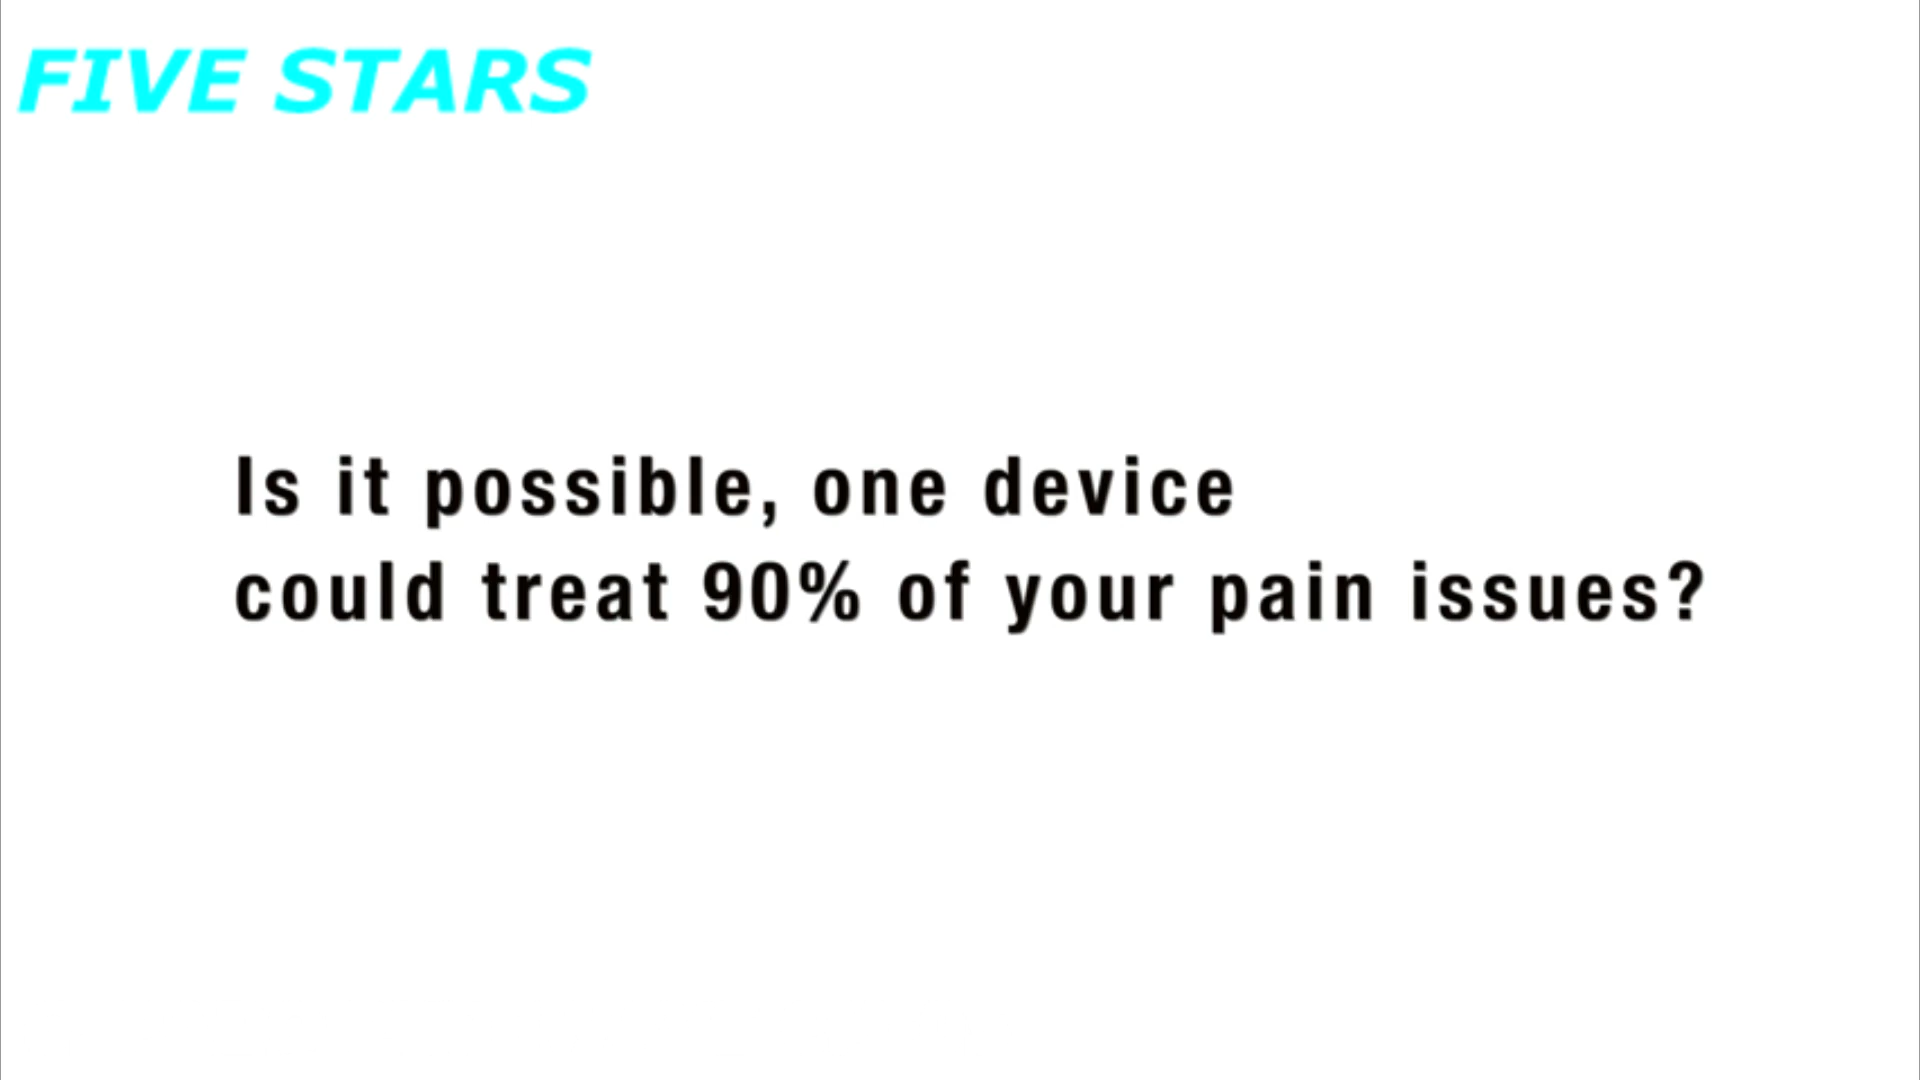 FIVE STARS
Is it possible, one device
could treat 90% of your pain issues?